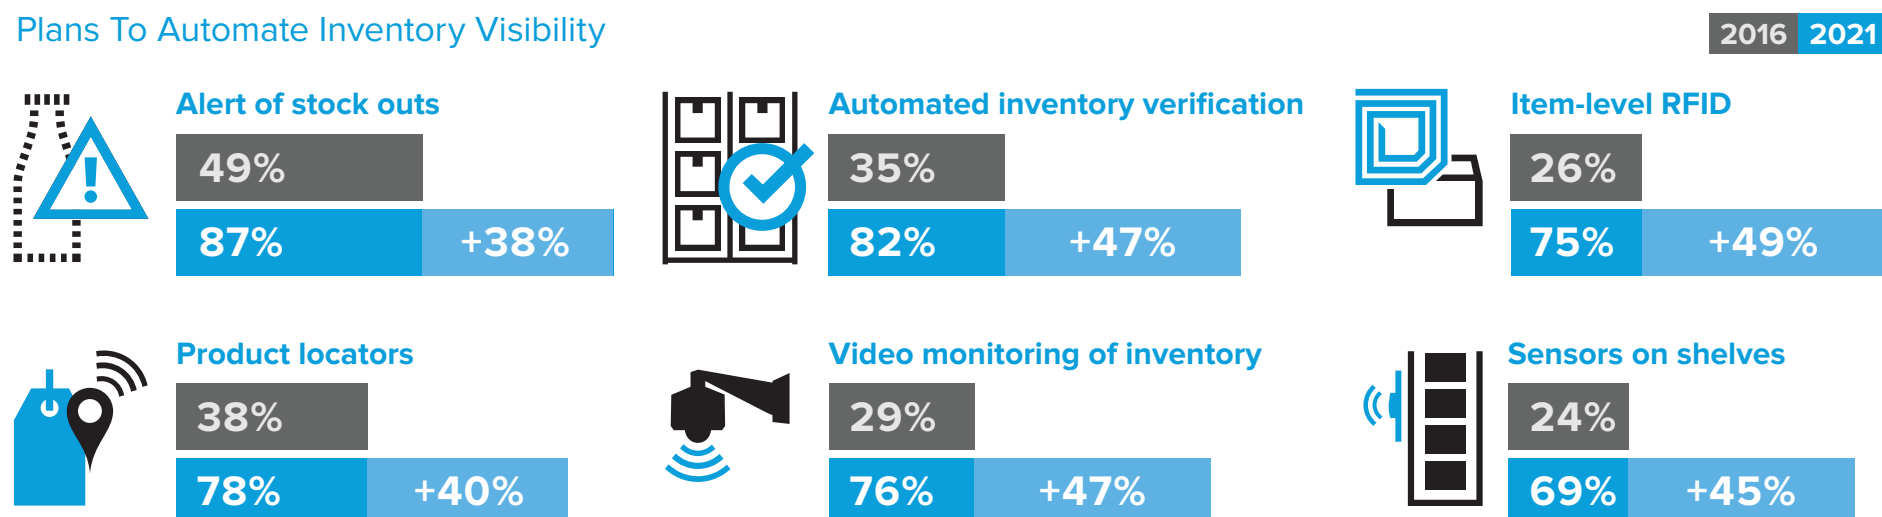 Plans To Automate Inventory Visibility
2016 2021
Alert of stock outs
49%
87% +38%
Automated inventory verification
35%
82% +47%
Item-level RFID
26%
75% +49%
Product locators
38%
78% +40%
Video monitoring of inventory
29%
76% +47%
Sensors on shelves
24%
69% +45%